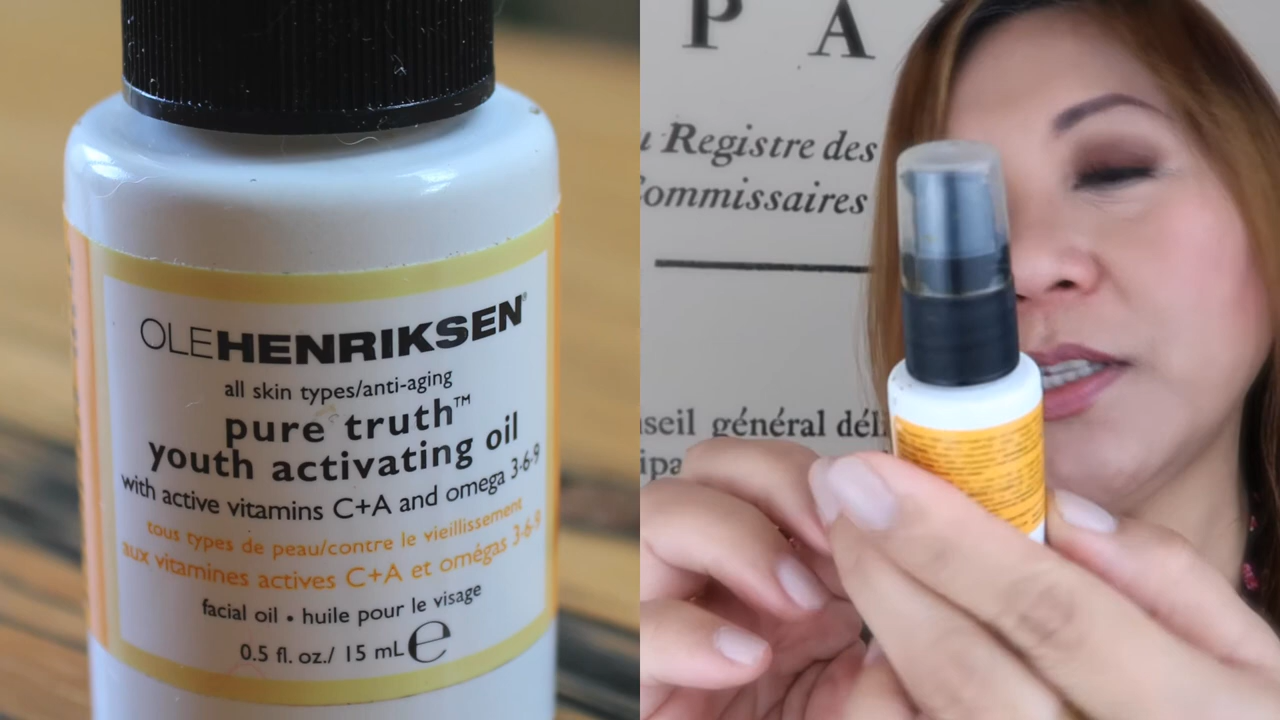 OLEHENRIKSEN®
all skin types/anti-aging
pure truth™
youth activating oil
with active vitamins C+A and omega 3-6-9
tous types de peau/contre le vieillissement
aux vitamines actives C+A et omégas 3-6-9
facial oil • huile pour le visage
0.5 fl. oz./ 15 mL ℮
P A
Registre des
ommissaires
nseil général dél
ipa